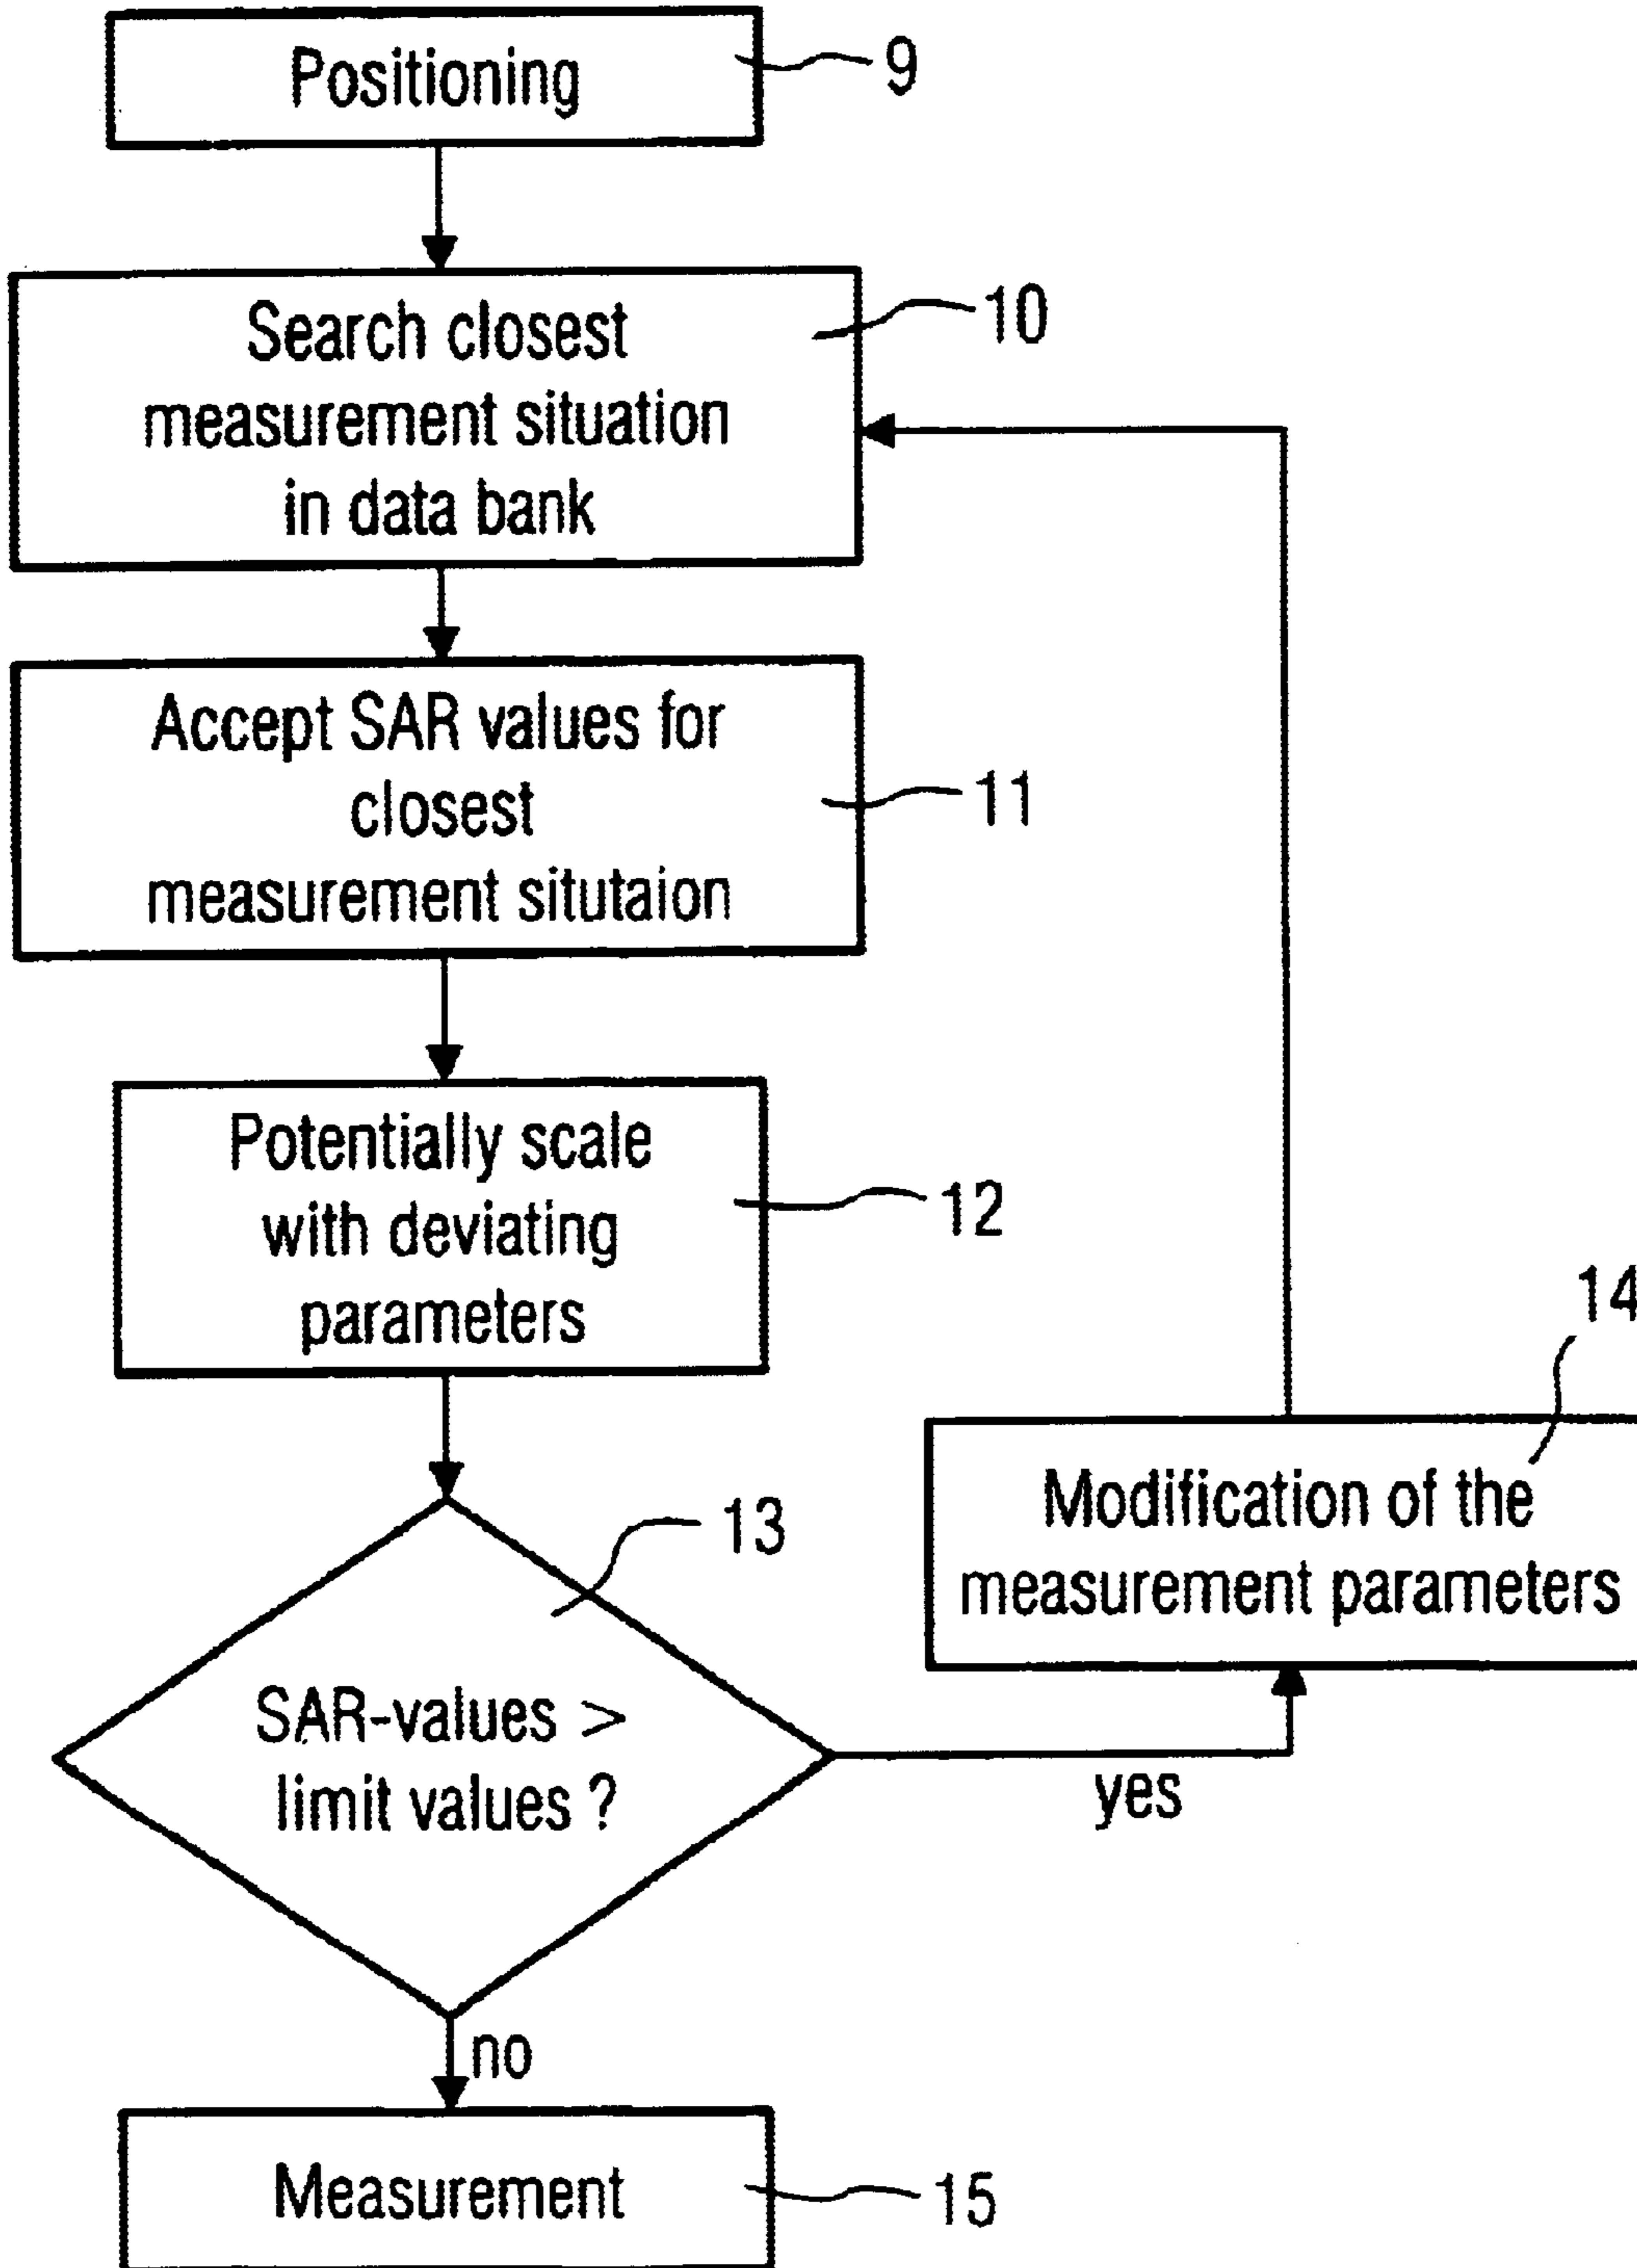 Positioning
9
Search closest
measurement situation
in data bank
10
Accept SAR values for
closest
measurement situtaion
11
Potentially scale
with deviating
parameters
12
13
SAR-values >
limit values ?
yes
14
Modification of the
measurement parameters
no
Measurement
15